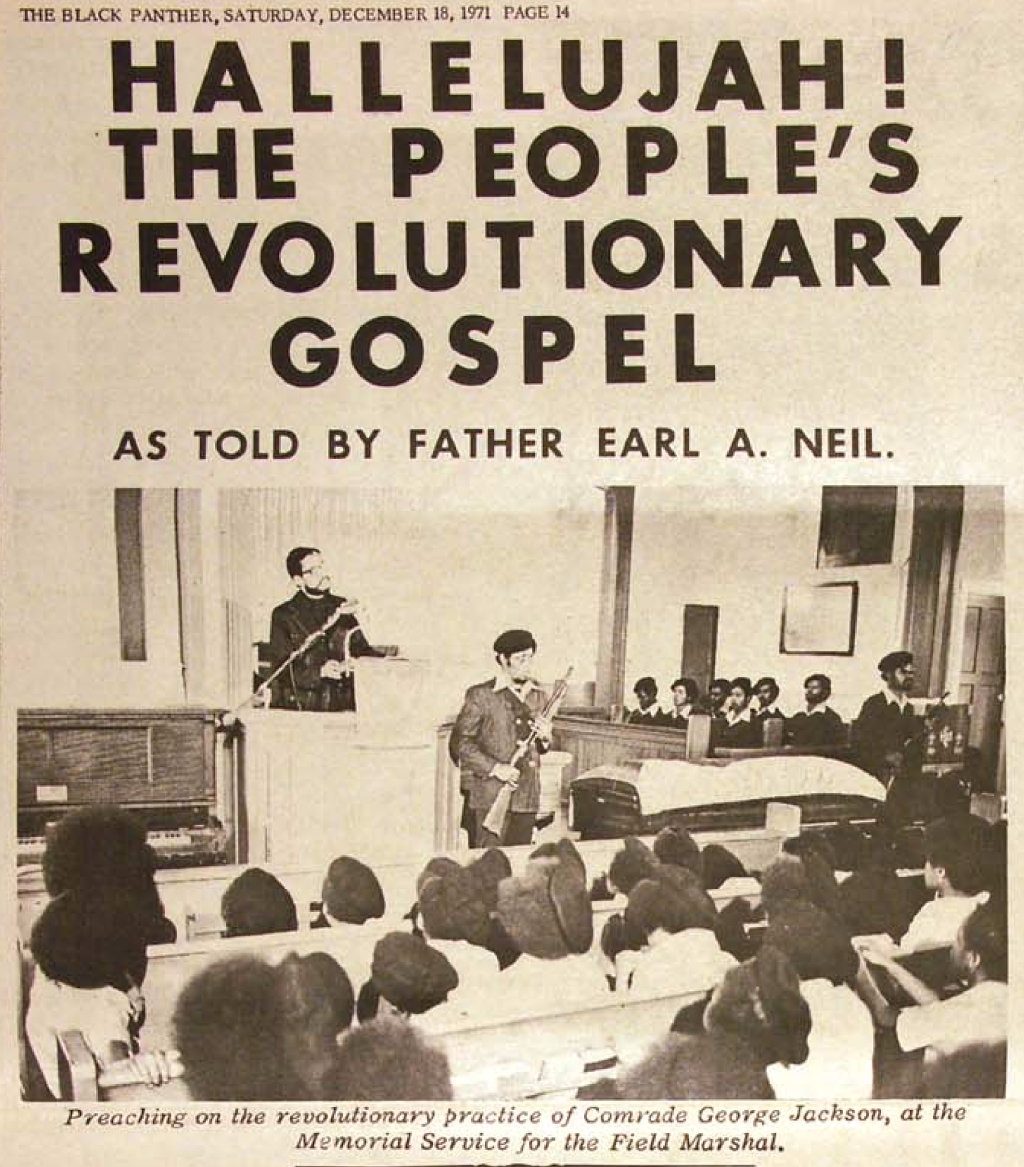 THE BLACK PANTHER, SATURDAY, DECEMBER 18, 1971 PAGE 14
HALLELUJAH!
THE PEOPLE'S
REVOLUTIONARY
GOSPEL
AS TOLD BY FATHER EARL A. NEIL.
Preaching on the revolutionary practice of Comrade George Jackson, at the
Memorial Service for the Field Marshal.